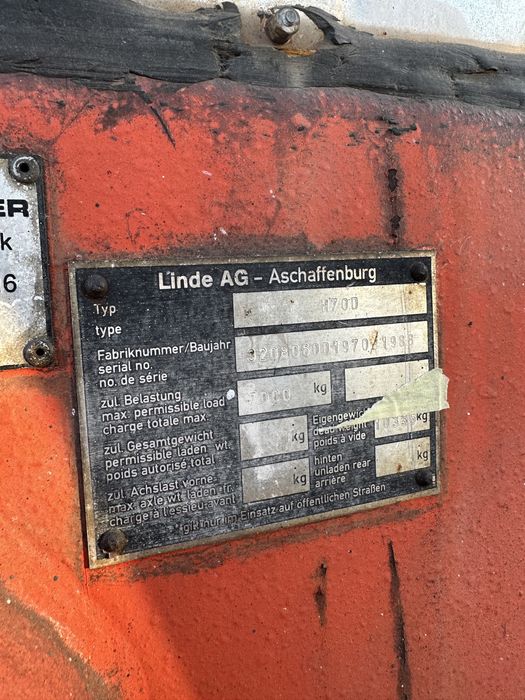 ER
k
6
Linde AG – Aschaffenburg
Typ
type
H70D
Fabriknummer/Baujahr
serial no.
no. de série
zul. Belastung
max. permissible load
charge totale max.
kg
zul. Gesamtgewicht
permissible laden wt.
poids autorisé total
kg
Eigengewicht
dead weight
poids à vide
kg
zul. Achslast vorne
max. axle wt. laden fr.
charge à l'essieu avant
kg
hinten
unladen rear
arrière
kg
*gilt nur im Einsatz auf öffentlichen Straßen